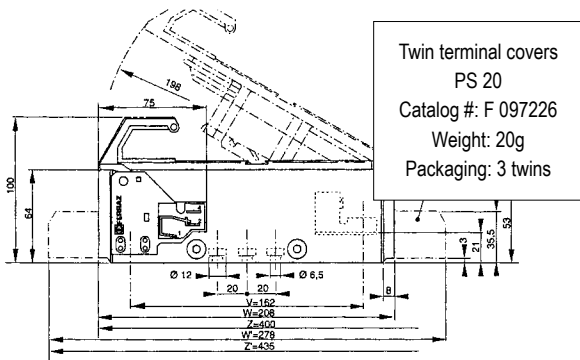 Twin terminal covers
PS 20
Catalog #: F 097226
Weight: 20g
Packaging: 3 twins
198
75
100
64
FERRAZ
53
35,5
21
3
Ø 12
Ø 6,5
20
20
8
V=162
W=208
Z=400
W'=278
Z'=435